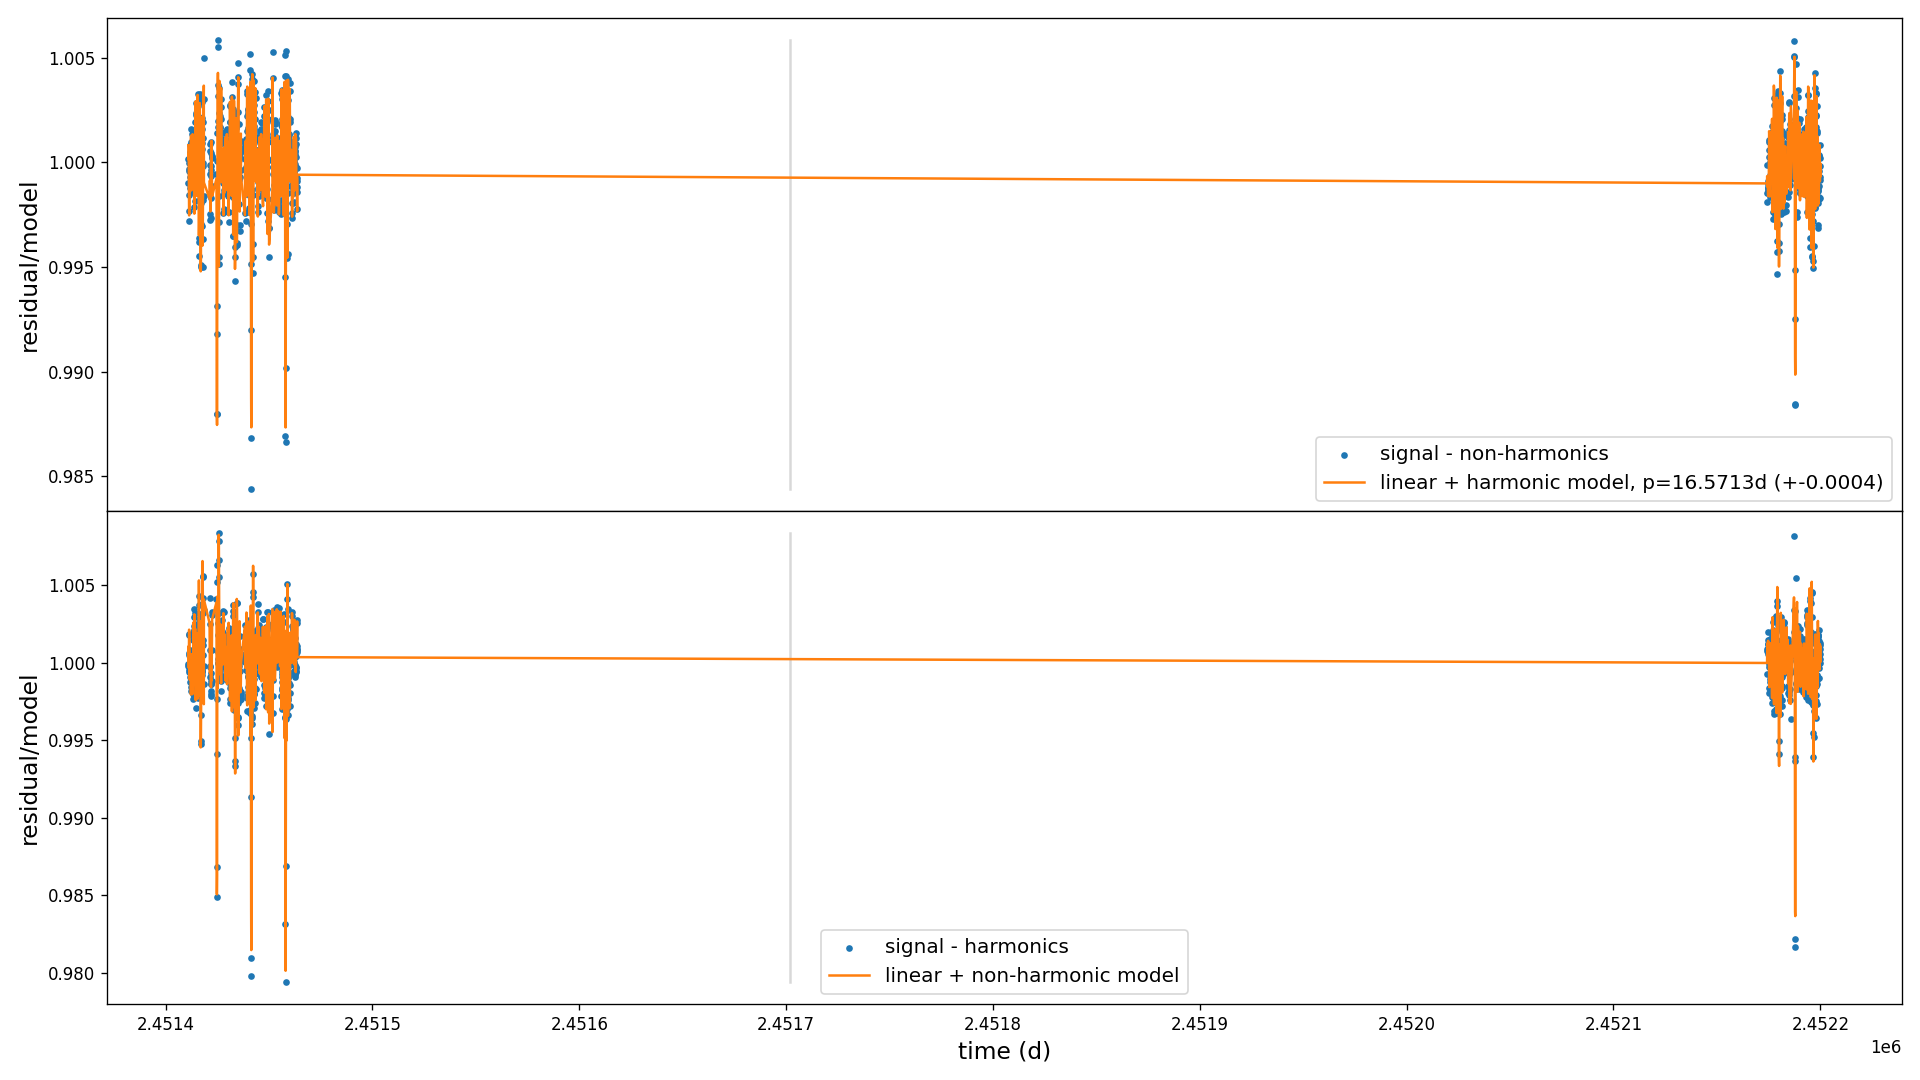 1.005
1.000
0.995
0.990
0.985
residual/model
signal - non-harmonics
linear + harmonic model, p=16.5713d (+-0.0004)
1.005
1.000
0.995
0.990
0.985
0.980
residual/model
signal - harmonics
linear + non-harmonic model
2.4514 2.4515 2.4516 2.4517 2.4518 2.4519 2.4520 2.4521 2.4522
time (d)
1e6